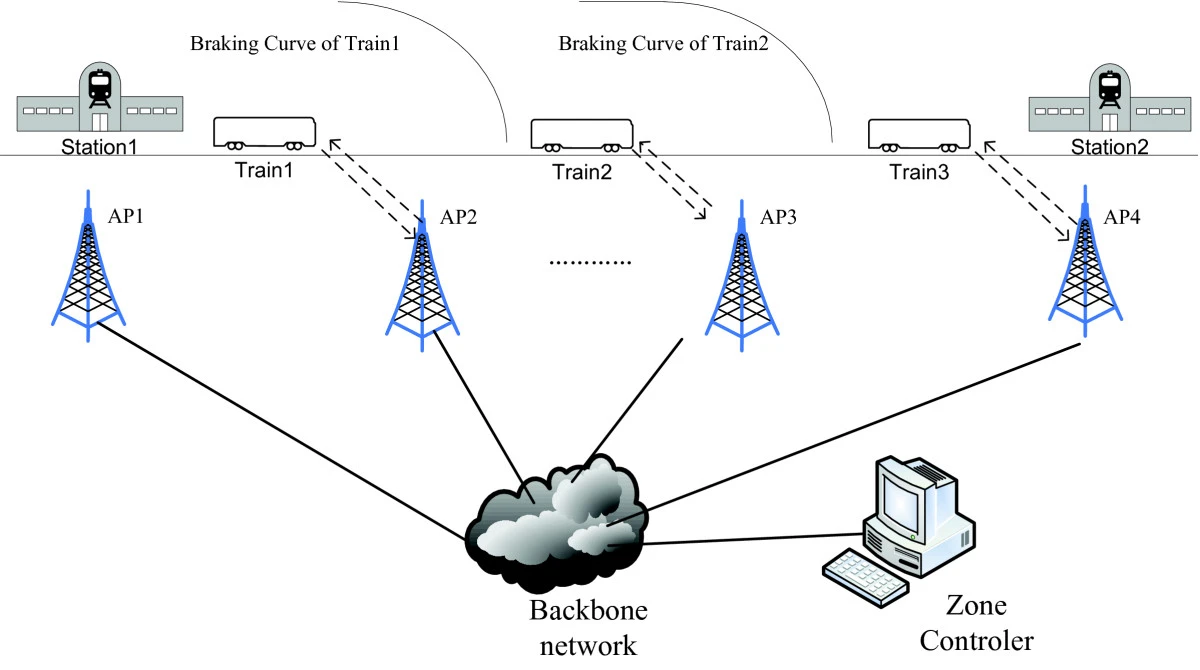 Braking Curve of Train1
Braking Curve of Train2
Station1
Train1
Train2
Train3
Station2
AP1
AP2
AP3
AP4
............
Backbone
network
Zone
Controler